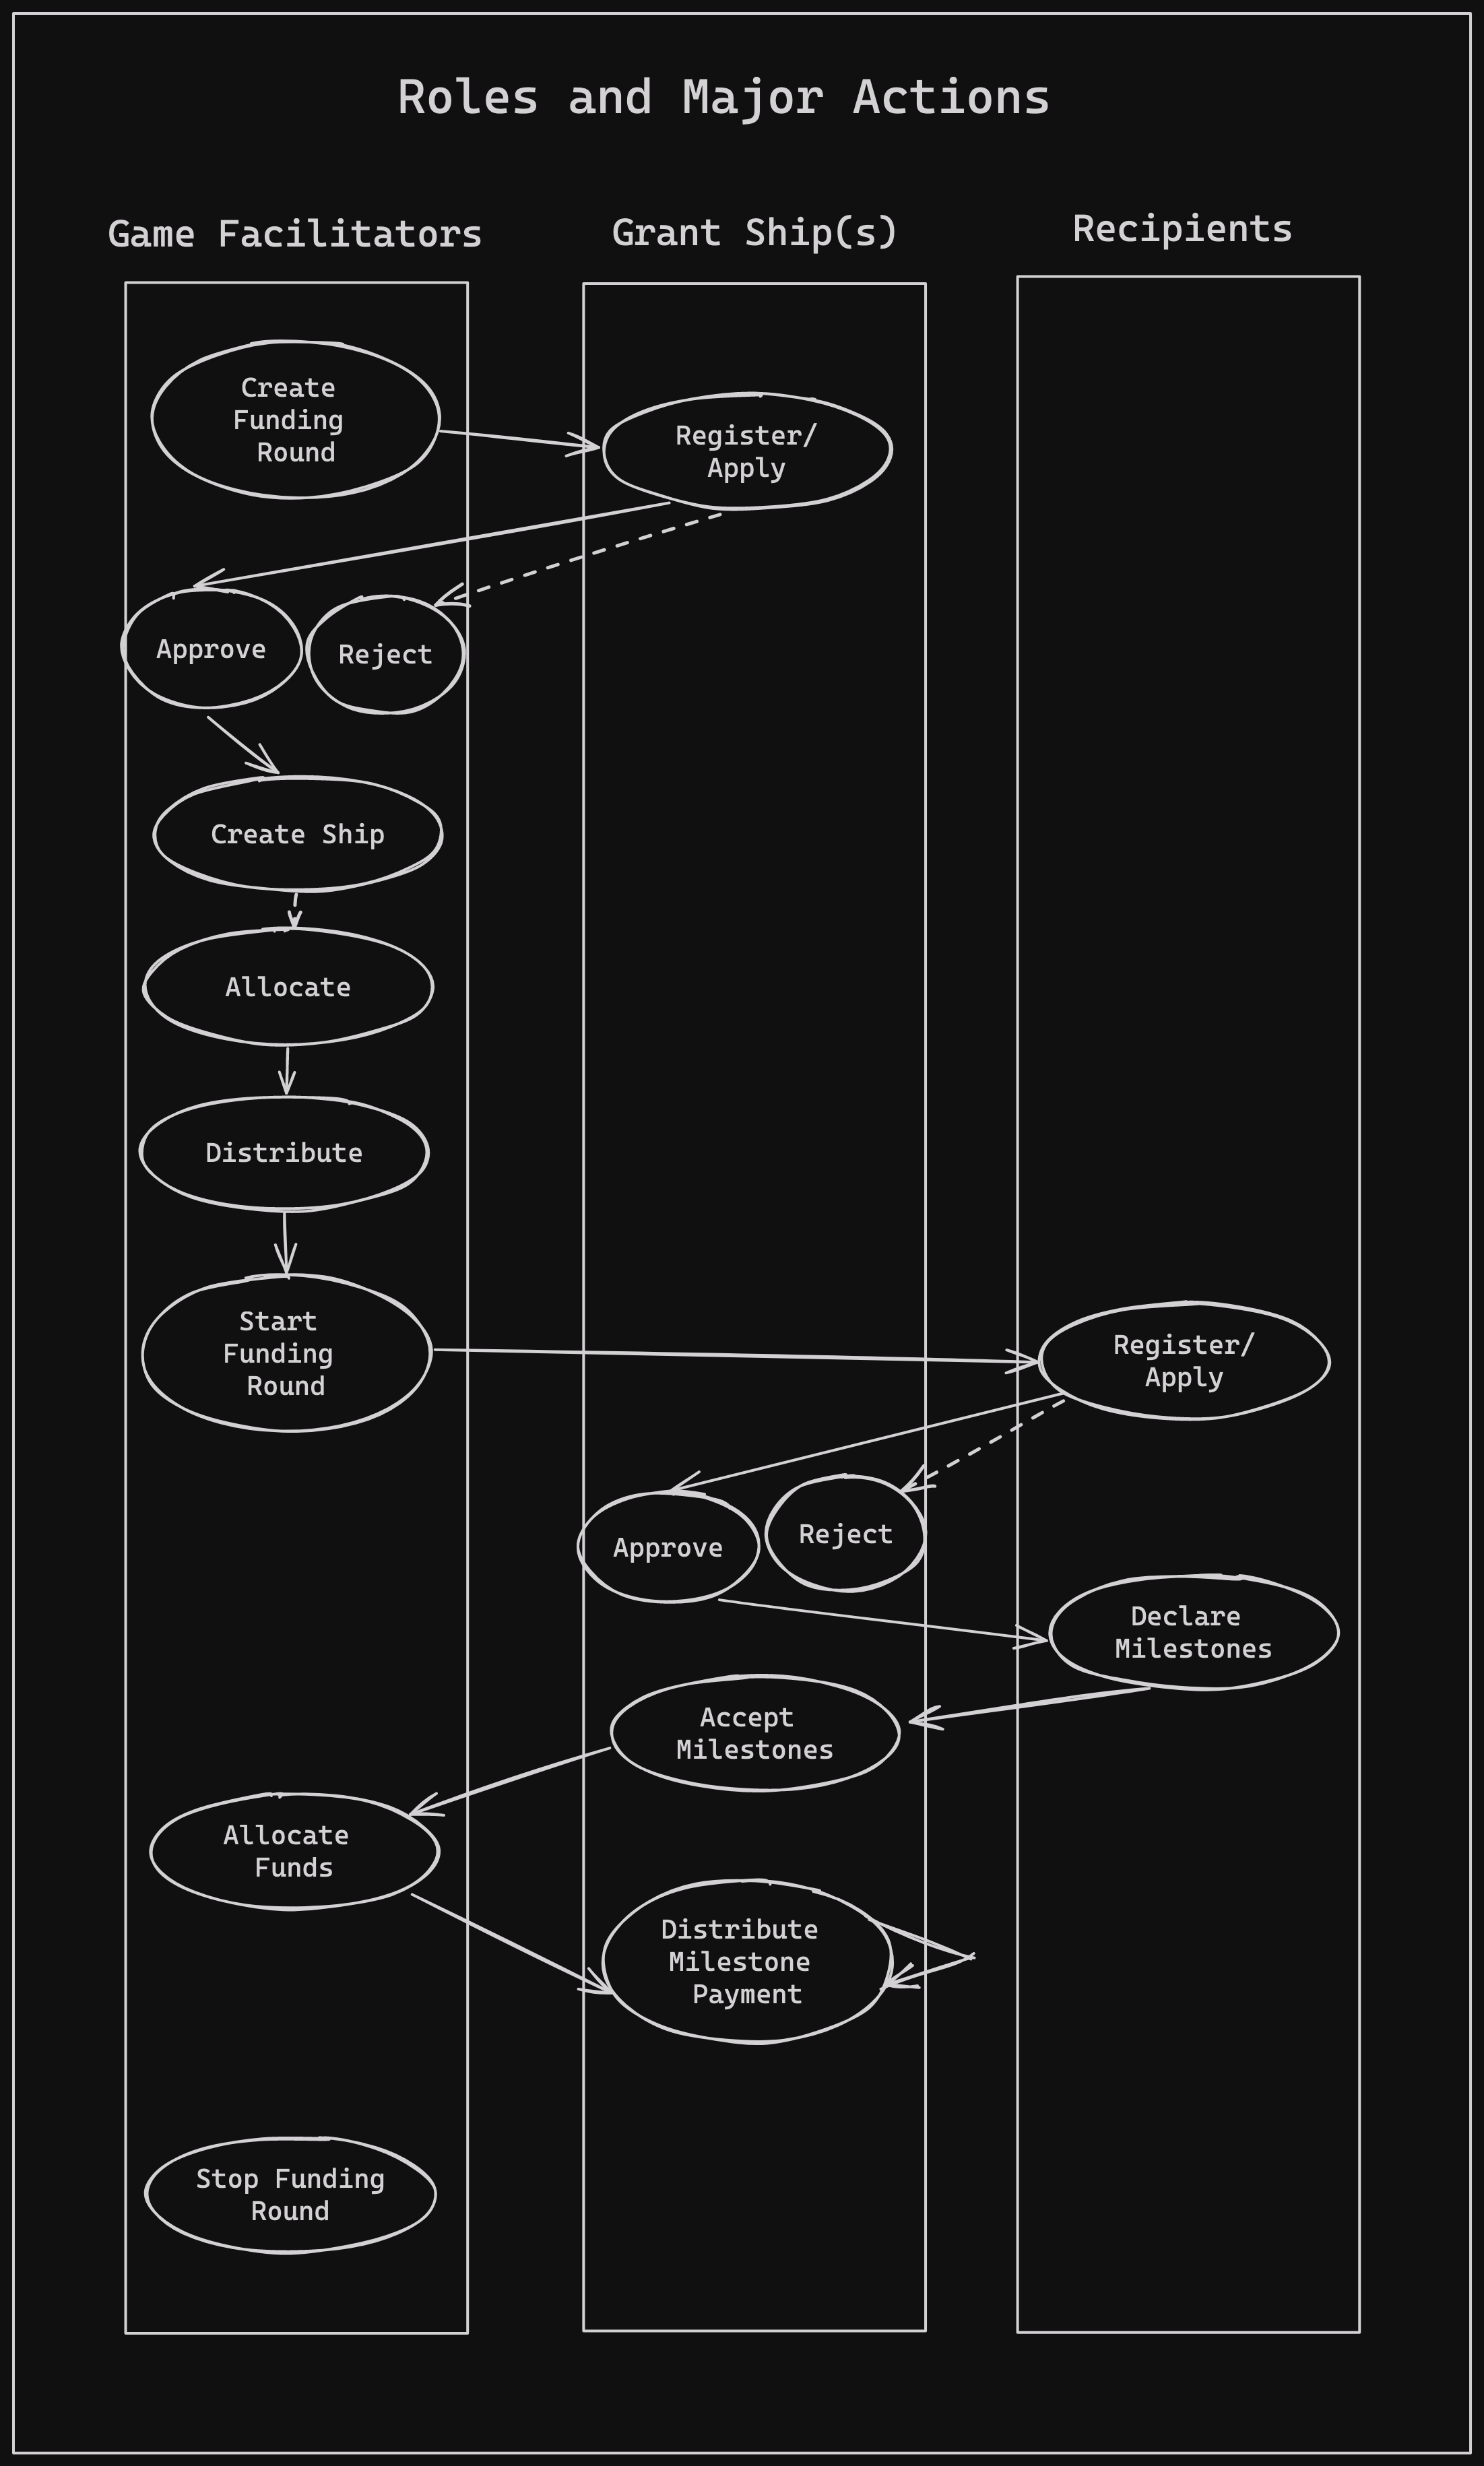 Roles and Major Actions
Game Facilitators
Grant Ship(s)
Recipients
Create
Funding
Round
Register/
Apply
Approve
Reject
Create Ship
Allocate
Distribute
Start
Funding
Round
Register/
Apply
Approve
Reject
Declare
Milestones
Accept
Milestones
Allocate
Funds
Distribute
Milestone
Payment
Stop Funding
Round